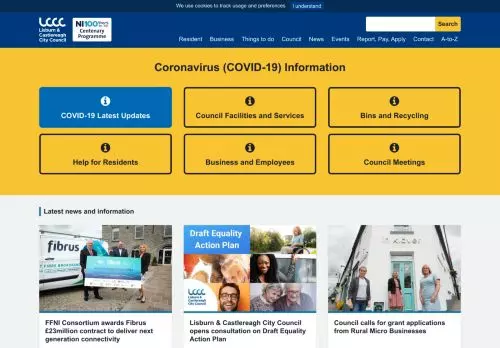 We use cookies to track usage and preferences I understand
LCCC
Lisburn &
Castlereagh
City Council
NI100
Centenary
Programme
Search
Resident Business Things to do Council News Events Report, Pay, Apply Contact A-to-Z
Coronavirus (COVID-19) Information
COVID-19 Latest Updates
Council Facilities and Services
Bins and Recycling
Help for Residents
Business and Employees
Council Meetings
Latest news and information
fibrus
Draft Equality
Action Plan
LCCC
Lisburn &
Castlereagh
City Council
FFNI Consortium awards Fibrus
£23million contract to deliver next
generation connectivity
Lisburn & Castlereagh City Council
opens consultation on Draft Equality
Action Plan
Council calls for grant applications
from Rural Micro Businesses